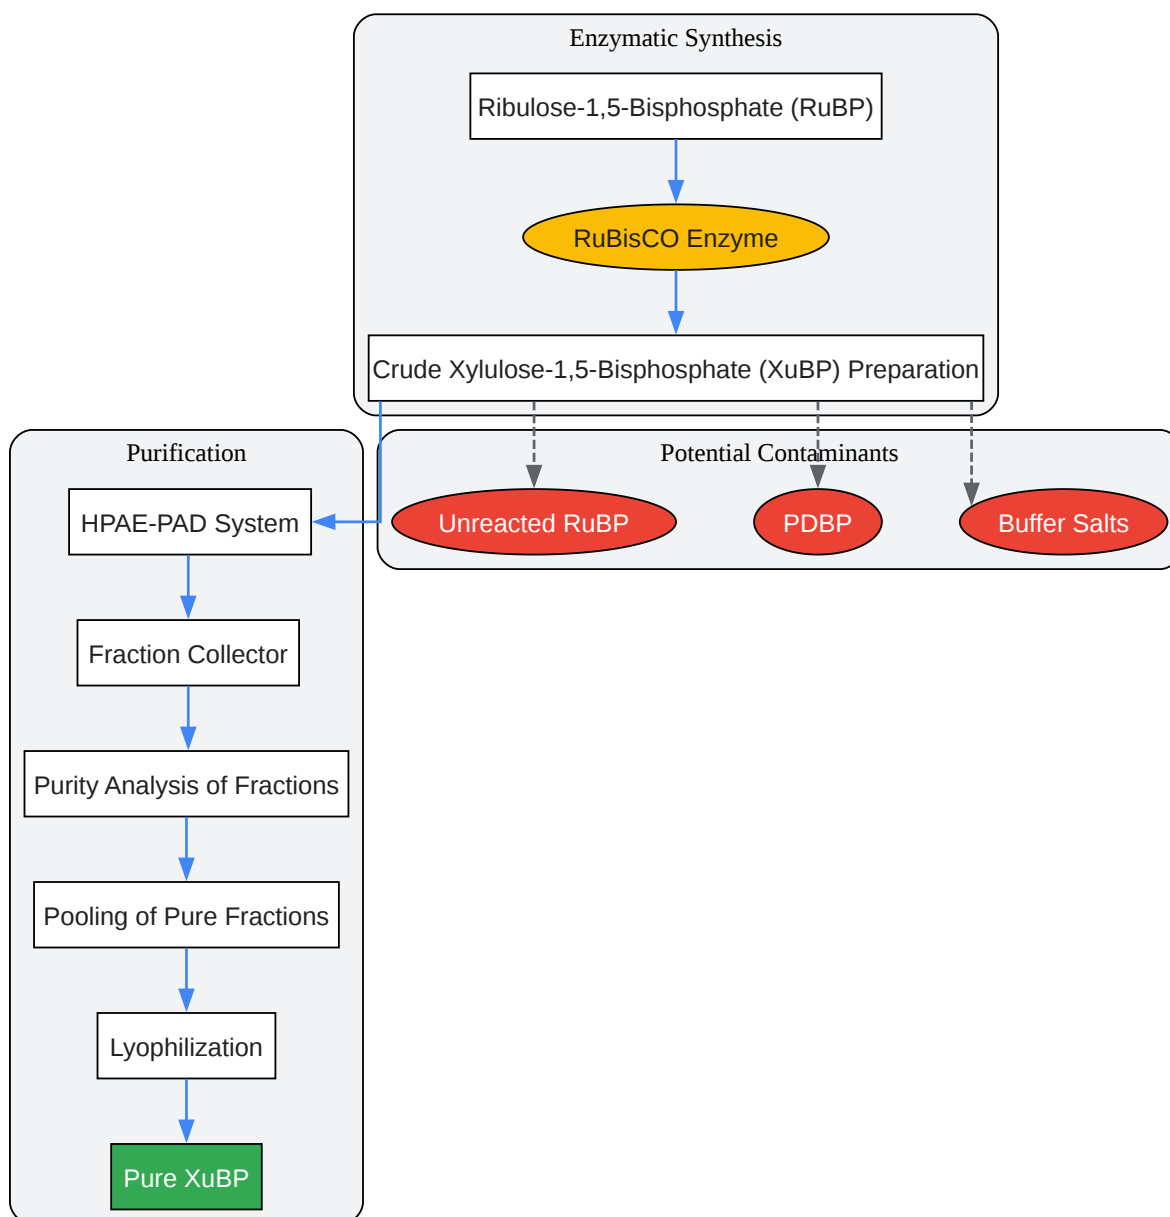 Enzymatic Synthesis
Ribulose-1,5-Bisphosphate (RuBP)
RuBisCO Enzyme
Crude Xylulose-1,5-Bisphosphate (XuBP) Preparation
Purification
Potential Contaminants
HPAE-PAD System
Unreacted RuBP
PDBP
Buffer Salts
Fraction Collector
Purity Analysis of Fractions
Pooling of Pure Fractions
Lyophilization
Pure XuBP